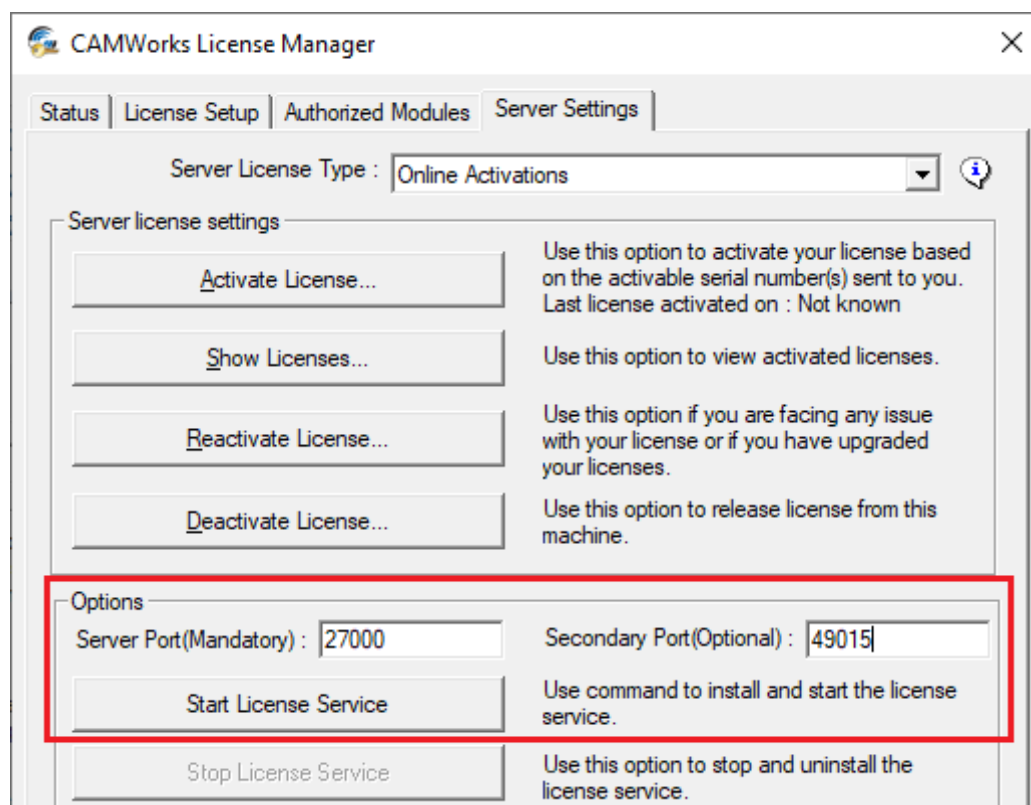 CAMWorks License Manager
Status
License Setup
Authorized Modules
Server Settings
Server License Type :
Online Activations
Server license settings
Activate License...
Use this option to activate your license based
on the activable serial number(s) sent to you.
Last license activated on : Not known
Show Licenses...
Use this option to view activated licenses.
Reactivate License...
Use this option if you are facing any issue
with your license or if you have upgraded
your licenses.
Deactivate License...
Use this option to release license from this
machine.
Options
Server Port(Mandatory) :
27000
Secondary Port(Optional) :
49015
Start License Service
Use command to install and start the license
service.
Stop License Service
Use this option to stop and uninstall the
license service.